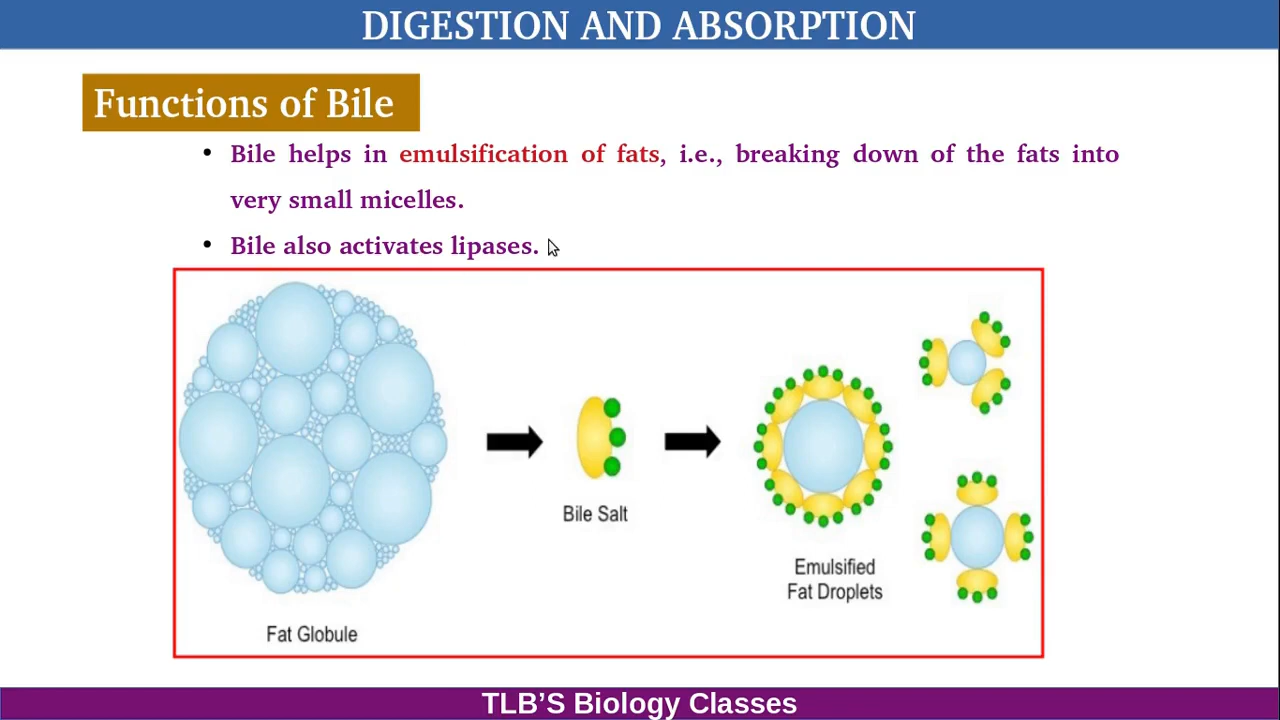 DIGESTION AND ABSORPTION
Functions of Bile
• Bile helps in emulsification of fats, i.e., breaking down of the fats into
very small micelles.
• Bile also activates lipases.
Bile Salt
Emulsified
Fat Droplets
Fat Globule
TLB’S Biology Classes